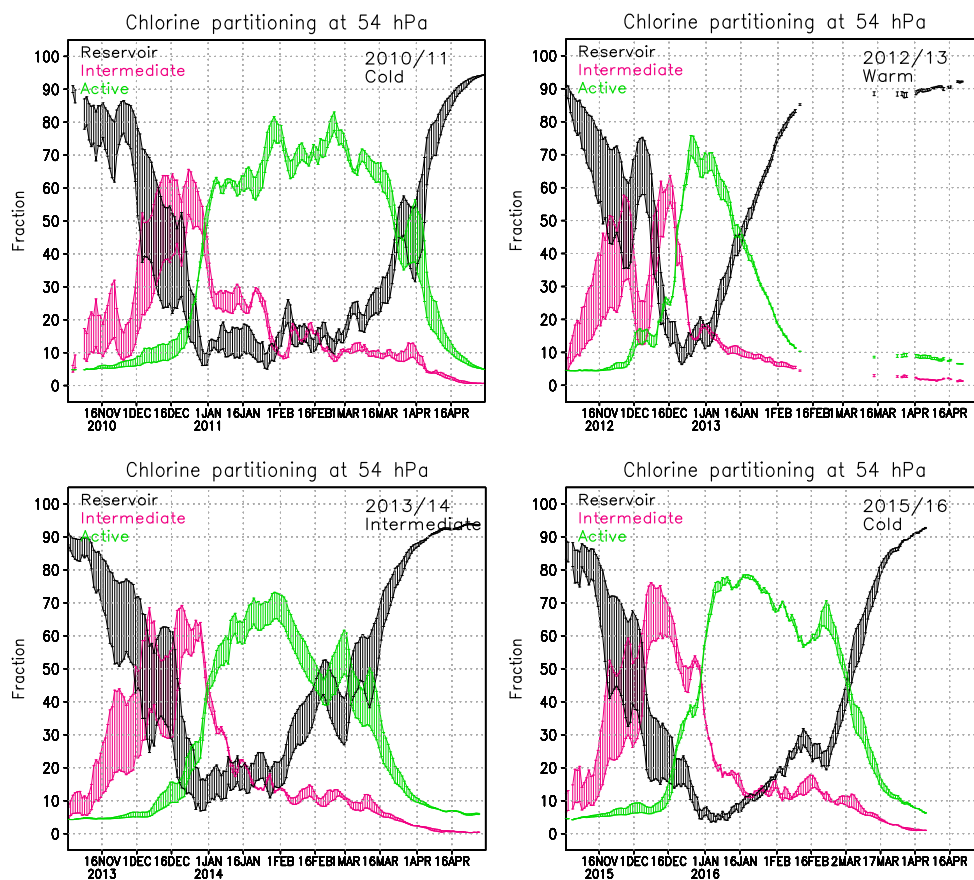 Chlorine partitioning at 54 hPa
Reservoir
Intermediate
Active
2010/11
Cold
Fraction
100
90
80
70
60
50
40
30
20
10
0
16NOV 1DEC 16DEC 1JAN 16JAN 1FEB 16FEB 1MAR 16MAR 1APR 16APR
2010 2011
Chlorine partitioning at 54 hPa
Reservoir
Intermediate
Active
2012/13
Warm
Fraction
100
90
80
70
60
50
40
30
20
10
0
16NOV 1DEC 16DEC 1JAN 16JAN 1FEB 16FEB 1MAR 16MAR 1APR 16APR
2012 2013
Chlorine partitioning at 54 hPa
Reservoir
Intermediate
Active
2013/14
Intermediate
Fraction
100
90
80
70
60
50
40
30
20
10
0
16NOV 1DEC 16DEC 1JAN 16JAN 1FEB 16FEB 1MAR 16MAR 1APR 16APR
2013 2014
Chlorine partitioning at 54 hPa
Reservoir
Intermediate
Active
2015/16
Cold
Fraction
100
90
80
70
60
50
40
30
20
10
0
16NOV 1DEC 16DEC 1JAN 16JAN 1FEB 16FEB 2MAR 17MAR 1APR 16APR
2015 2016